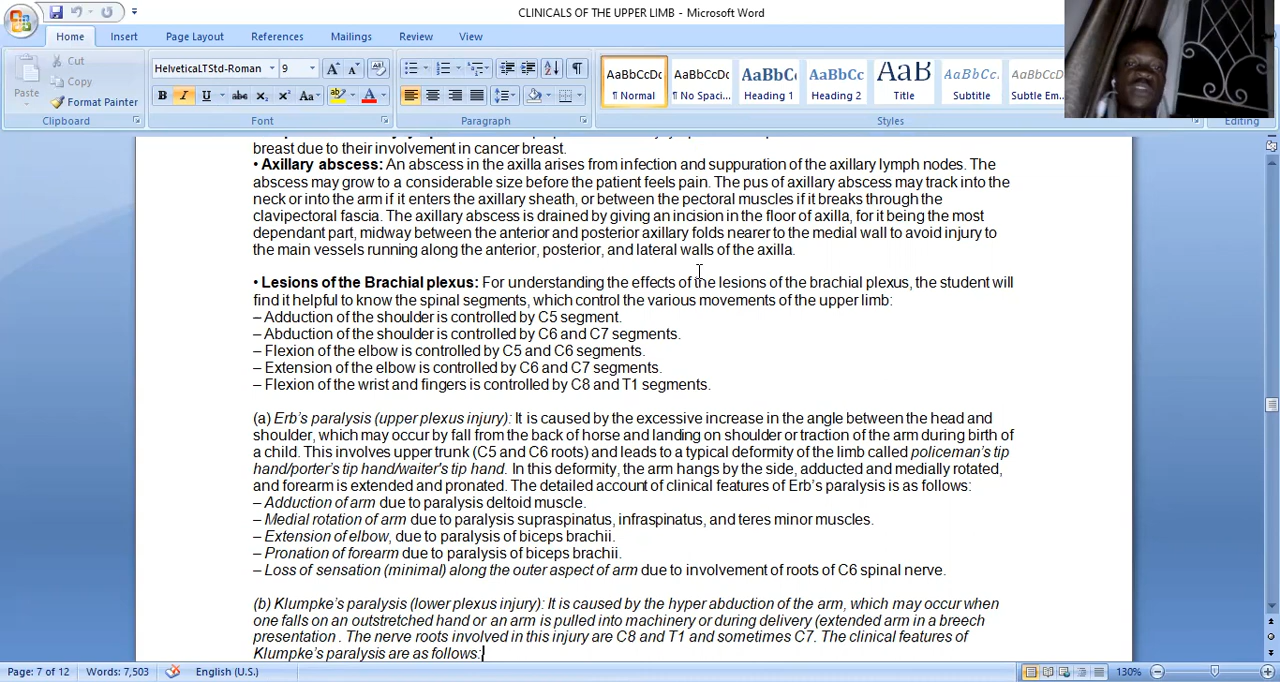 CLINICALS OF THE UPPER LIMB - Microsoft Word
Home Insert Page Layout References Mailings Review View
Paste
Cut
Copy
Format Painter
Clipboard
HelveticaLTStd-Roman 9
Font
Paragraph
AaBbCcDc AaBbCcDc AaBbC AaBbCc AaB AaBbCc. AaBbCcD
¶ Normal ¶ No Spaci... Heading 1 Heading 2 Title Subtitle Subtle Em...
Styles
Editing
breast due to their involvement in cancer breast.
• Axillary abscess: An abscess in the axilla arises from infection and suppuration of the axillary lymph nodes. The
abscess may grow to a considerable size before the patient feels pain. The pus of axillary abscess may track into the
neck or into the arm if it enters the axillary sheath, or between the pectoral muscles if it breaks through the
clavipectoral fascia. The axillary abscess is drained by giving an incision in the floor of axilla, for it being the most
dependant part, midway between the anterior and posterior axillary folds nearer to the medial wall to avoid injury to
the main vessels running along the anterior, posterior, and lateral walls of the axilla.
• Lesions of the Brachial plexus: For understanding the effects of the lesions of the brachial plexus, the student will
find it helpful to know the spinal segments, which control the various movements of the upper limb:
– Adduction of the shoulder is controlled by C5 segment.
– Abduction of the shoulder is controlled by C6 and C7 segments.
– Flexion of the elbow is controlled by C5 and C6 segments.
– Extension of the elbow is controlled by C6 and C7 segments.
– Flexion of the wrist and fingers is controlled by C8 and T1 segments.
(a) Erb's paralysis (upper plexus injury): It is caused by the excessive increase in the angle between the head and
shoulder, which may occur by fall from the back of horse and landing on shoulder or traction of the arm during birth of
a child. This involves upper trunk (C5 and C6 roots) and leads to a typical deformity of the limb called policeman's tip
hand/porter's tip hand/waiter's tip hand. In this deformity, the arm hangs by the side, adducted and medially rotated,
and forearm is extended and pronated. The detailed account of clinical features of Erb's paralysis is as follows:
– Adduction of arm due to paralysis deltoid muscle.
– Medial rotation of arm due to paralysis supraspinatus, infraspinatus, and teres minor muscles.
– Extension of elbow, due to paralysis of biceps brachii.
– Pronation of forearm due to paralysis of biceps brachii.
– Loss of sensation (minimal) along the outer aspect of arm due to involvement of roots of C6 spinal nerve.
(b) Klumpke's paralysis (lower plexus injury): It is caused by the hyper abduction of the arm, which may occur when
one falls on an outstretched hand or an arm is pulled into machinery or during delivery (extended arm in a breech
presentation . The nerve roots involved in this injury are C8 and T1 and sometimes C7. The clinical features of
Klumpke's paralysis are as follows:
Page: 7 of 12 Words: 7,503 English (U.S.) 130%